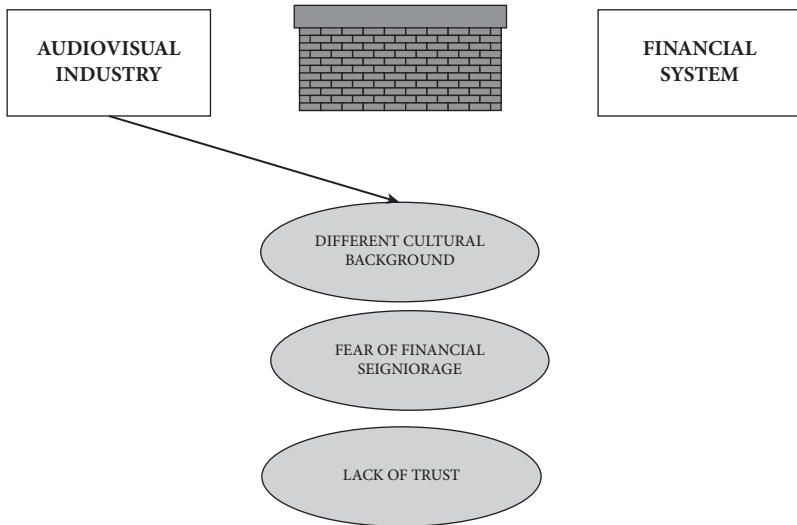 AUDIOVISUAL
INDUSTRY
FINANCIAL
SYSTEM
DIFFERENT CULTURAL
BACKGROUND
FEAR OF FINANCIAL
SEIGNIORAGE
LACK OF TRUST